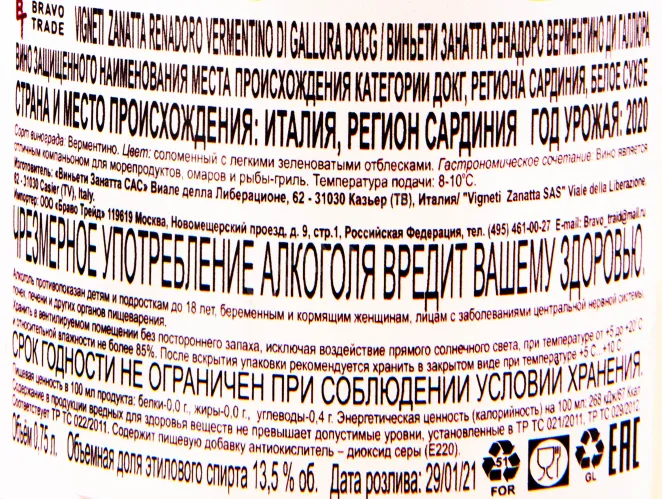 BRAVO
TRADE
VIGNETI ZANATTA RENADORO VERMENTINO DI GALLURA DOCG / ВИНЬЕТИ ЗАНАТТА РЕНАДОРО ВЕРМЕНТИНО ДИ ГАЛЛУРА
ВИНО ЗАЩИЩЕННОГО НАИМЕНОВАНИЯ МЕСТА ПРОИСХОЖДЕНИЯ КАТЕГОРИИ ДОКГ, РЕГИОНА САРДИНИЯ, БЕЛОЕ СУХОЕ
СТРАНА И МЕСТО ПРОИСХОЖДЕНИЯ: ИТАЛИЯ, РЕГИОН САРДИНИЯ ГОД УРОЖАЯ: 2020
Сорт винограда: Верментино. Цвет: соломенный с легкими зеленоватыми отблесками. Гастрономическое сочетание: Вино является
отличным компаньоном для морепродуктов, омаров и рыбы-гриль. Температура подачи: 8-10°C.
Изготовитель: «Виньети Занатта САС» Виале делла Либерационе, 62 - 31030 Казьер (ТВ), Италия/ "Vigneti Zanatta SAS" Viale della Liberazione,
62 - 31030 Casier (TV), Italy.
Импортер: ООО «Браво Трейд» 119619 Москва, Новомещерский проезд, д. 9, стр.1, Российская Федерация, тел. (495) 461-00-27 E-mail: Bravo_traid@mail.ru
ЧРЕЗМЕРНОЕ УПОТРЕБЛЕНИЕ АЛКОГОЛЯ ВРЕДИТ ВАШЕМУ ЗДОРОВЬЮ.
Алкоголь противопоказан детям и подросткам до 18 лет, беременным и кормящим женщинам, лицам с заболеваниями центральной нервной системы,
почек, печени и других органов пищеварения.
Хранить в вентилируемом помещении без постороннего запаха, исключая воздействие прямого солнечного света, при температуре от +5 до +20°C
и относительной влажности не более 85%. После вскрытия упаковки рекомендуется хранить в закрытом виде при температуре +5°C...+10°C.
СРОК ГОДНОСТИ НЕ ОГРАНИЧЕН ПРИ СОБЛЮДЕНИИ УСЛОВИЙ ХРАНЕНИЯ.
Пищевая ценность в 100 мл продукта: белки-0.0 г., жиры-0.0 г., углеводы-0,4 г. Энергетическая ценность (калорийность) на 100 мл: 268 кДж/67 ккал
Содержание в продукции вредных для здоровья веществ не превышает допустимые уровни, установленные в ТР ТС 021/2011, ТР ТС 029/2012.
Соответствует ТР ТС 022/2011. Содержит пищевую добавку антиокислитель – диоксид серы (E220).
Объём 0.75 л. Объемная доля этилового спирта 13,5 % об. Дата розлива: 29/01/21
51
FOR
GL
EAC